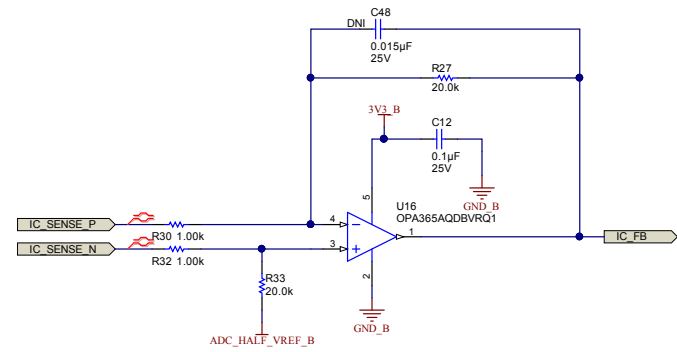 C48
DNI
0.015µF
25V
R27
20.0k
3V3_B
C12
0.1µF
25V
GND_B
5
U16
OPA365AQDBVRQ1
IC_SENSE_P
4
R30 1.00k
1
IC_FB
IC_SENSE_N
3
R32 1.00k
R33
20.0k
2
GND_B
ADC_HALF_VREF_B